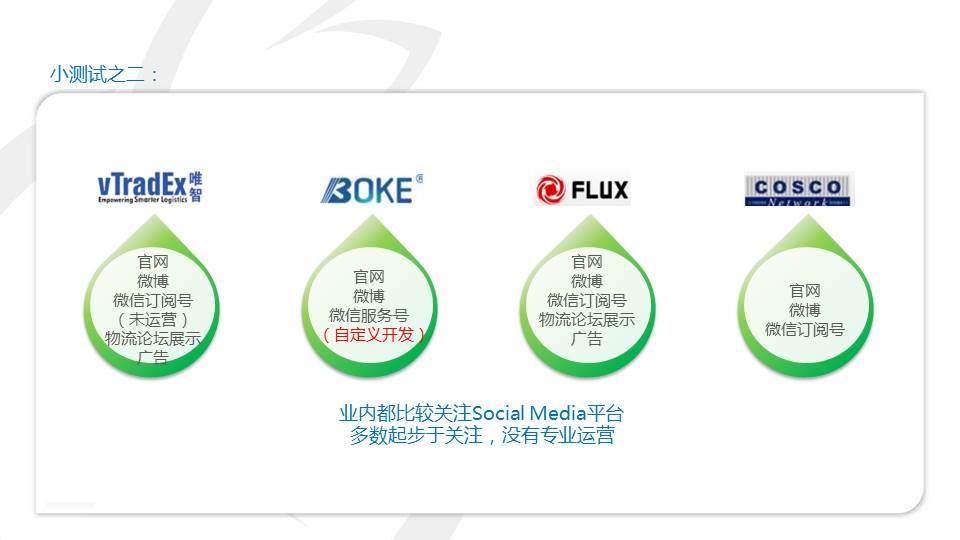 小测试之二：
vTradEx 唯智
Empowering Smarter Logistics
BOKE®
FLUX
COSCO
Network
官网
微博
微信订阅号
（未运营）
物流论坛展示
广告
官网
微博
微信服务号
（自定义开发）
官网
微博
微信订阅号
物流论坛展示
广告
官网
微博
微信订阅号
业内都比较关注Social Media平台
多数起步于关注，没有专业运营